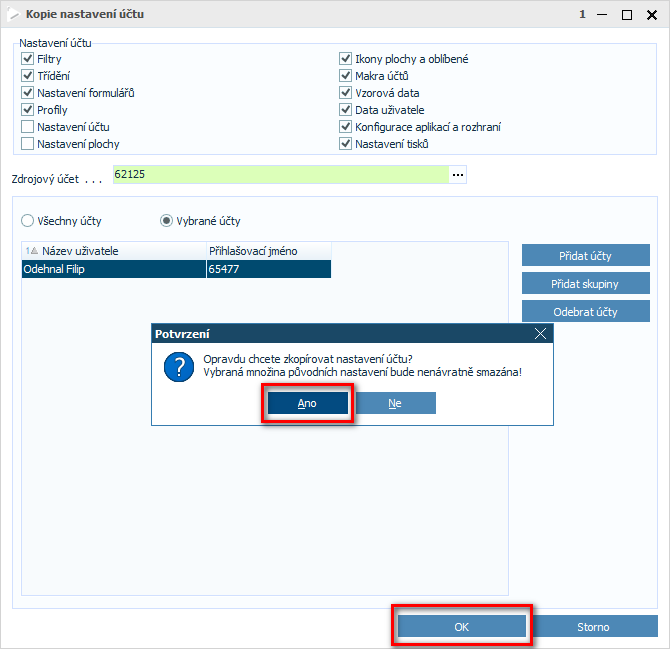 Kopie nastavení účtu
1
Nastavení účtu
Filtry
Třídění
Nastavení formulářů
Profily
Nastavení účtu
Nastavení plochy
Ikony plochy a oblíbené
Makra účtů
Vzorová data
Data uživatele
Konfigurace aplikací a rozhraní
Nastavení tisků
Zdrojový účet . . . 62125 ...
Všechny účty Vybrané účty
1 Název uživatele Přihlašovací jméno
Odehnal Filip 65477
Přidat účty
Přidat skupiny
Odebrat účty
Potvrzení
?
Opravdu chcete zkopírovat nastavení účtu?
Vybraná množina původních nastavení bude nenávratně smazána!
Ano Ne
OK Storno